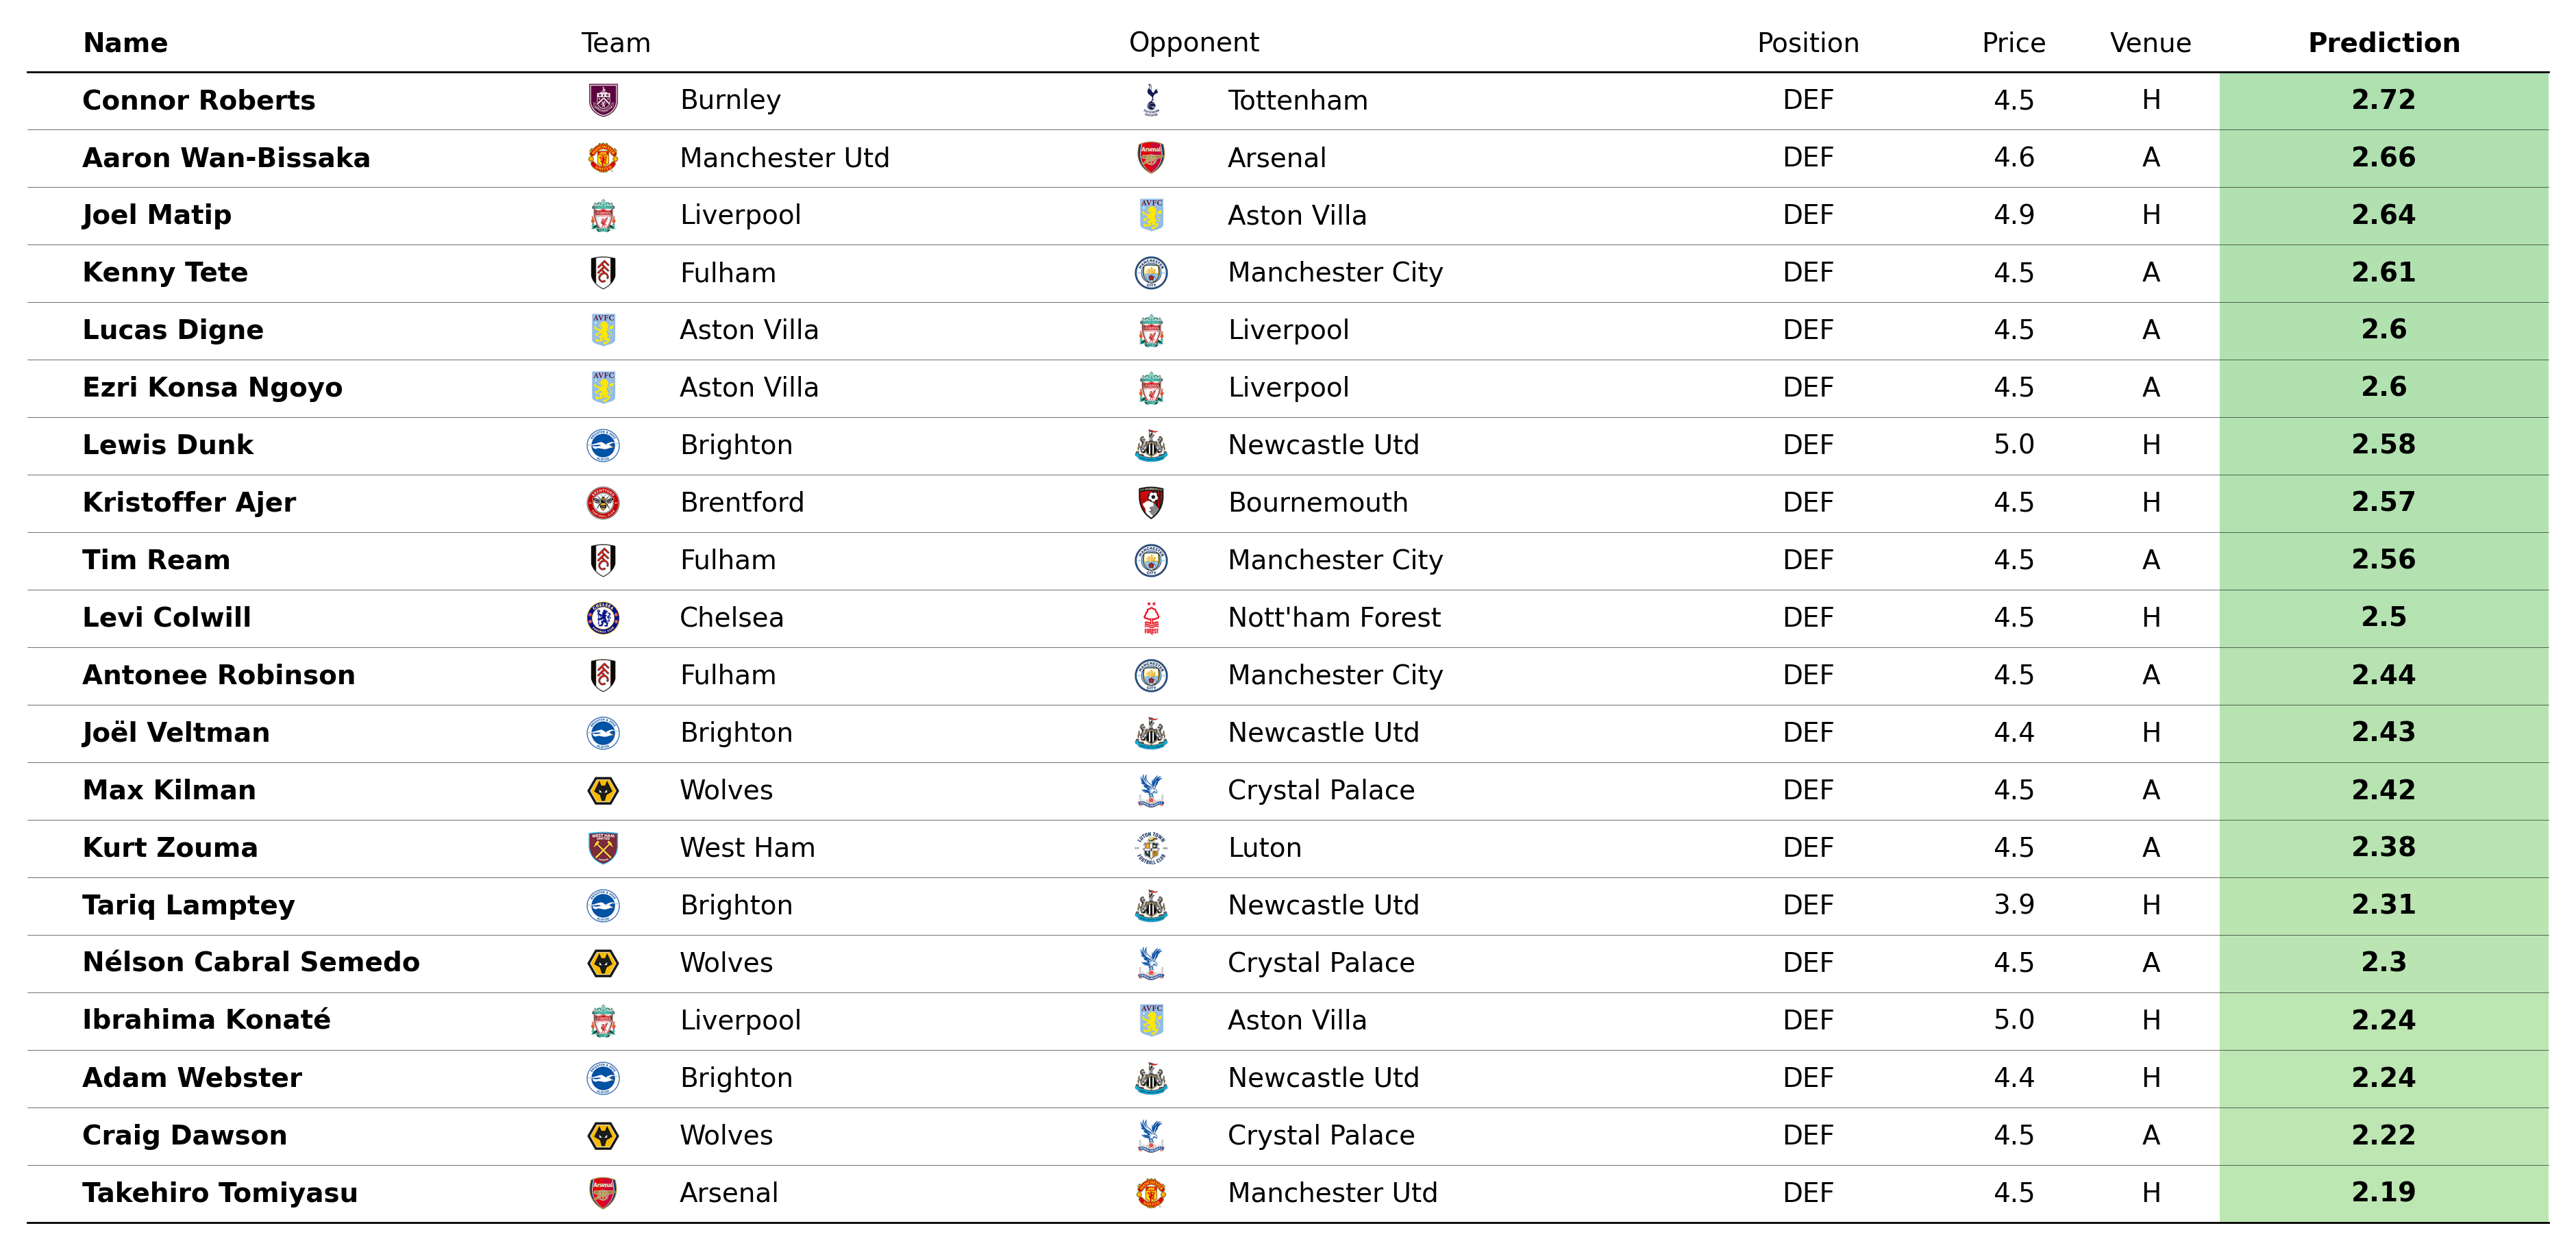 Name Team Opponent Position Price Venue Prediction
Connor Roberts Burnley Tottenham DEF 4.5 H 2.72
Aaron Wan-Bissaka Manchester Utd Arsenal DEF 4.6 A 2.66
Joel Matip Liverpool Aston Villa DEF 4.9 H 2.64
Kenny Tete Fulham Manchester City DEF 4.5 A 2.61
Lucas Digne Aston Villa Liverpool DEF 4.5 A 2.6
Ezri Konsa Ngoyo Aston Villa Liverpool DEF 4.5 A 2.6
Lewis Dunk Brighton Newcastle Utd DEF 5.0 H 2.58
Kristoffer Ajer Brentford Bournemouth DEF 4.5 H 2.57
Tim Ream Fulham Manchester City DEF 4.5 A 2.56
Levi Colwill Chelsea Nott'ham Forest DEF 4.5 H 2.5
Antonee Robinson Fulham Manchester City DEF 4.5 A 2.44
Joël Veltman Brighton Newcastle Utd DEF 4.4 H 2.43
Max Kilman Wolves Crystal Palace DEF 4.5 A 2.42
Kurt Zouma West Ham Luton DEF 4.5 A 2.38
Tariq Lamptey Brighton Newcastle Utd DEF 3.9 H 2.31
Nélson Cabral Semedo Wolves Crystal Palace DEF 4.5 A 2.3
Ibrahima Konaté Liverpool Aston Villa DEF 5.0 H 2.24
Adam Webster Brighton Newcastle Utd DEF 4.4 H 2.24
Craig Dawson Wolves Crystal Palace DEF 4.5 A 2.22
Takehiro Tomiyasu Arsenal Manchester Utd DEF 4.5 H 2.19